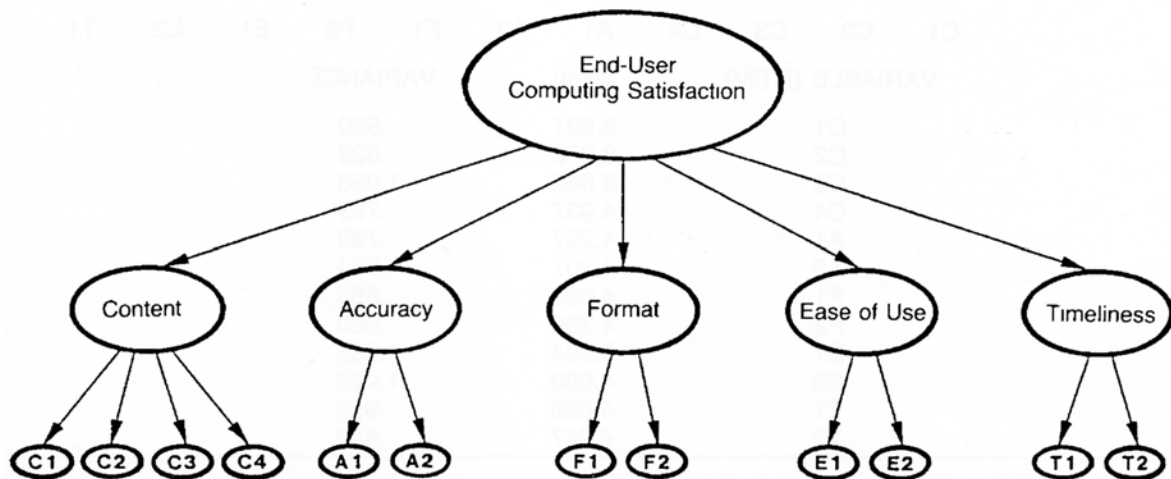 End-User
Computing Satisfaction
Content
Accuracy
Format
Ease of Use
Timeliness
C1 C2 C3 C4 A1 A2 F1 F2 E1 E2 T1 T2